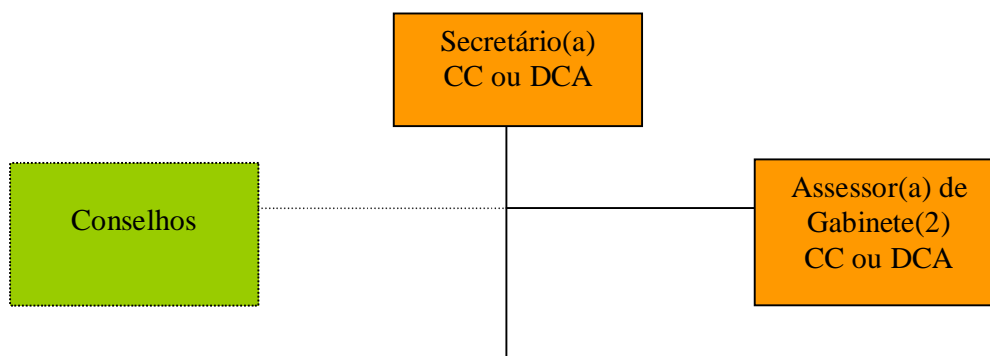 Secretário(a)
CC ou DCA
Conselhos
Assessor(a) de
Gabinete(2)
CC ou DCA